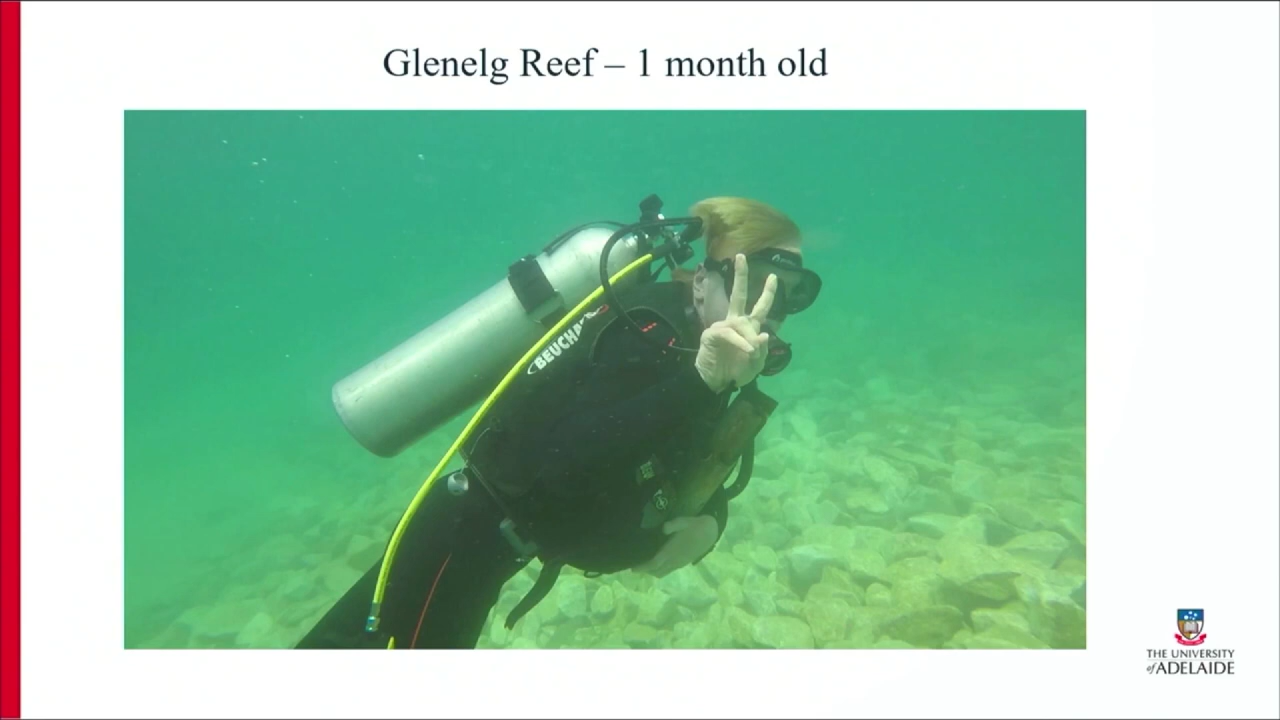 Glenelg Reef – 1 month old
BEUCHA
THE UNIVERSITY
of ADELAIDE